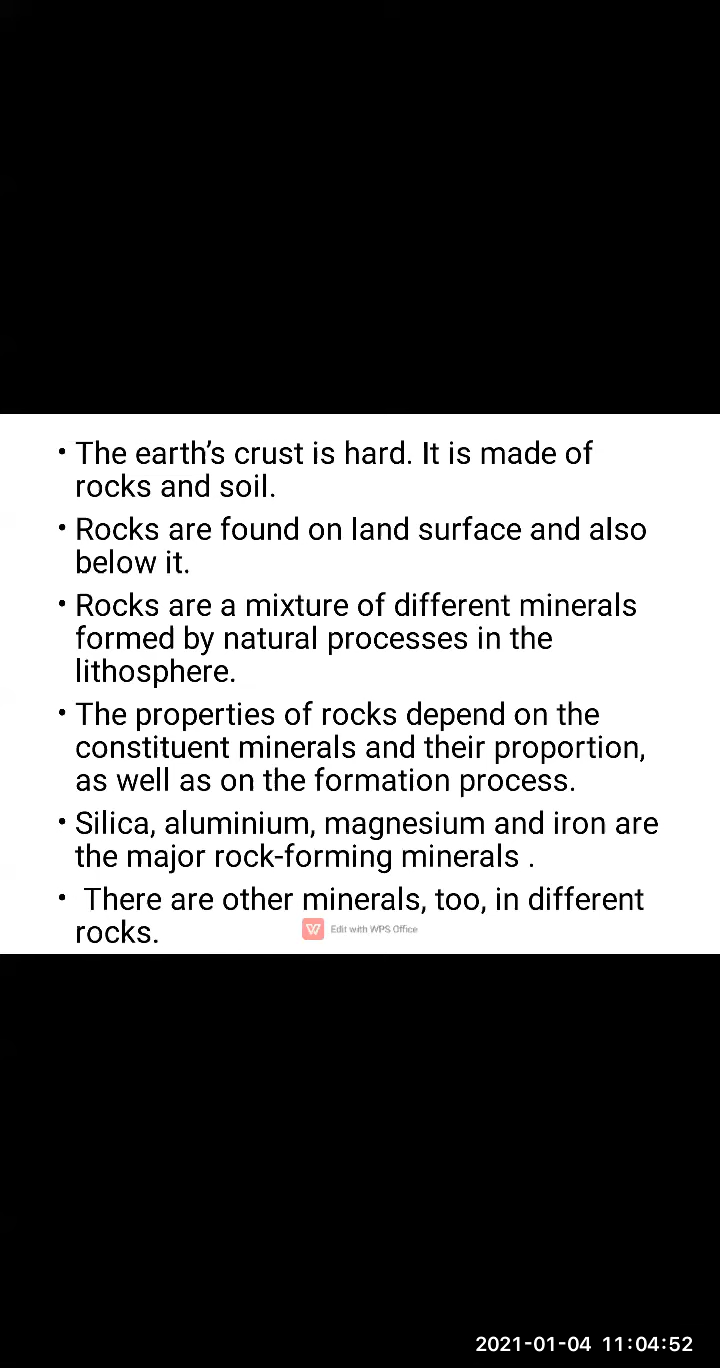 • The earth's crust is hard. It is made of
rocks and soil.
• Rocks are found on land surface and also
below it.
• Rocks are a mixture of different minerals
formed by natural processes in the
lithosphere.
• The properties of rocks depend on the
constituent minerals and their proportion,
as well as on the formation process.
• Silica, aluminium, magnesium and iron are
the major rock-forming minerals .
• There are other minerals, too, in different
rocks.
Edit with WPS Office
2021-01-04 11:04:52